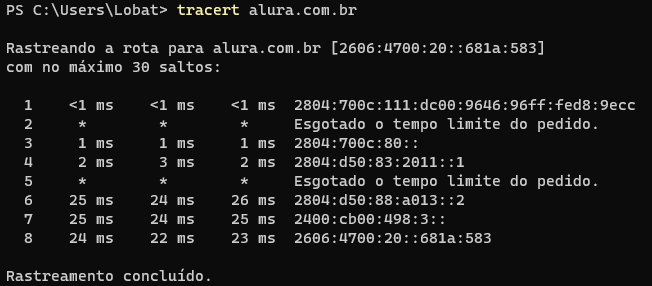 PS C:\Users\Lobat> tracert alura.com.br
Rastreando a rota para alura.com.br [2606:4700:20::681a:583]
com no máximo 30 saltos:
1 <1 ms <1 ms <1 ms 2804:700c:111:dc00:9646:96ff:fed8:9ecc
2 * * * Esgotado o tempo limite do pedido.
3 1 ms 1 ms 1 ms 2804:700c:80::
4 2 ms 3 ms 2 ms 2804:d50:83:2011::1
5 * * * Esgotado o tempo limite do pedido.
6 25 ms 24 ms 26 ms 2804:d50:88:a013::2
7 25 ms 24 ms 25 ms 2400:cb00:498:3::
8 24 ms 22 ms 23 ms 2606:4700:20::681a:583
Rastreamento concluído.